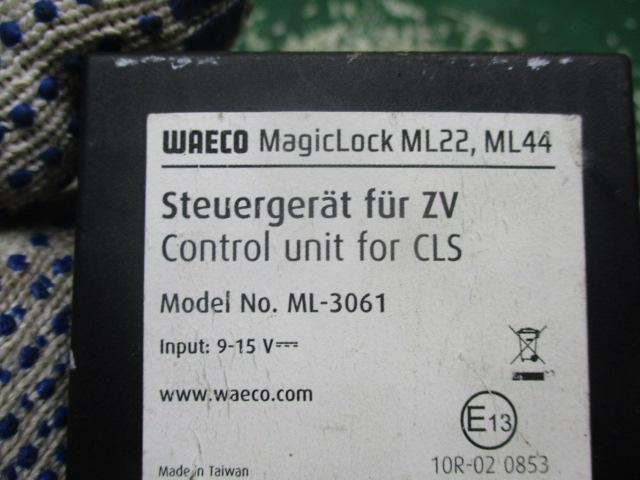 WAECO MagicLock ML22, ML44
Steuergerät für ZV
Control unit for CLS
Model No. ML-3061
Input: 9-15 V⎓
www.waeco.com
E13
Made in Taiwan
10R-02 0853